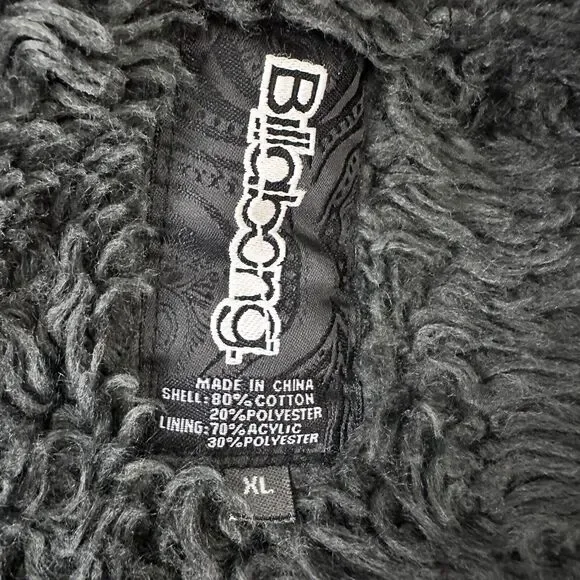 Billabong
MADE IN CHINA
SHELL: 80% COTTON
20% POLYESTER
LINING: 70% ACYLIC
30% POLYESTER
XL